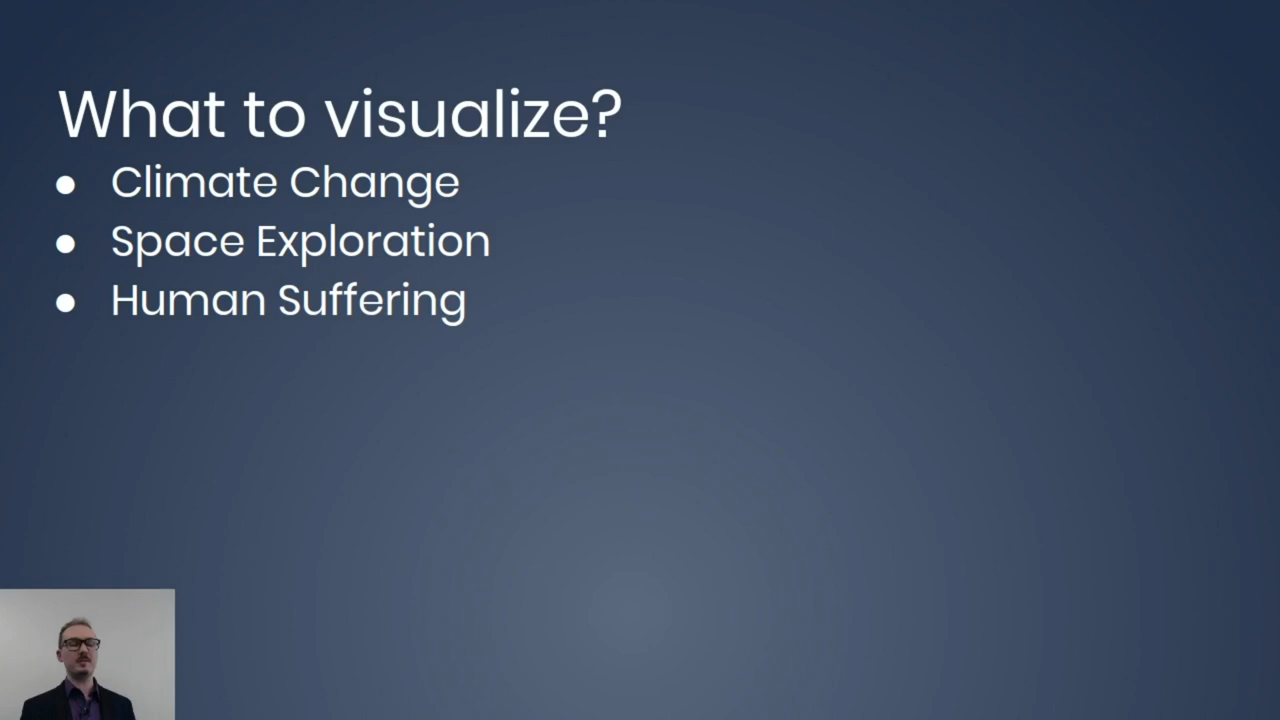 What to visualize?
● Climate Change
● Space Exploration
● Human Suffering